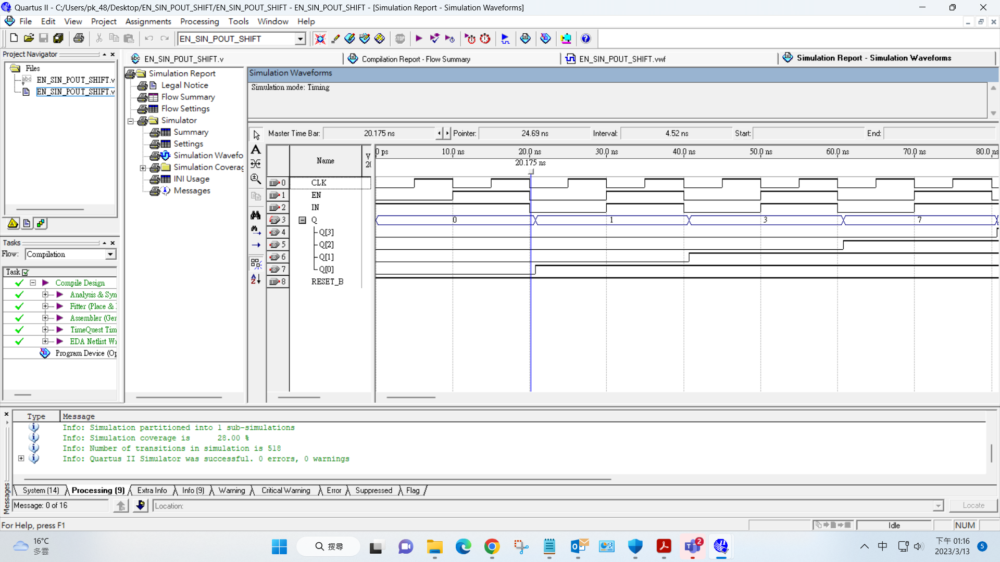 Quartus II - C:/Users/pk_48/Desktop/EN_SIN_POUT_SHIFT/EN_SIN_POUT_SHIFT - EN_SIN_POUT_SHIFT - [Simulation Report - Simulation Waveforms]
File Edit View Project Assignments Processing Tools Window Help
EN_SIN_POUT_SHIFT
STOP
Project Navigator
Files
EN_SIN_POUT_SHIFT.v
EN_SIN_POUT_SHIFT.v
Tasks
Flow: Compilation
Task
Compile Design
Analysis & Syn
Fitter (Place &
Assembler (Ger
TimeQuest Tim
EDA Netlist Wr
Program Device (Op
EN_SIN_POUT_SHIFT.v
Compilation Report - Flow Summary
EN_SIN_POUT_SHIFT.vwf
Simulation Report - Simulation Waveforms
Simulation Report
Legal Notice
Flow Summary
Flow Settings
Simulator
Summary
Settings
Simulation Wavefo
Simulation Coverag
INI Usage
Messages
Simulation Waveforms
Simulation mode: Timing
Master Time Bar: 20.175 ns Pointer: 24.69 ns Interval: 4.52 ns Start: End:
Name
0 ps 10.0 ns 20.0 ns 30.0 ns 40.0 ns 50.0 ns 60.0 ns 70.0 ns 80.0 ns
20.175 ns
0 CLK
1 EN
2 IN
3 Q 0 1 3 7
4 Q[3]
5 Q[2]
6 Q[1]
7 Q[0]
8 RESET_B
Type Message
Info: Simulation partitioned into 1 sub-simulations
Info: Simulation coverage is 28.00 %
Info: Number of transitions in simulation is 518
Info: Quartus II Simulator was successful. 0 errors, 0 warnings
Messages
System (14) Processing (9) Extra Info Info (9) Warning Critical Warning Error Suppressed Flag
Message: 0 of 16 Location: Locate
For Help, press F1 Idle NUM
16°C
多雲
搜尋
2
中
下午 01:16
2023/3/13
5